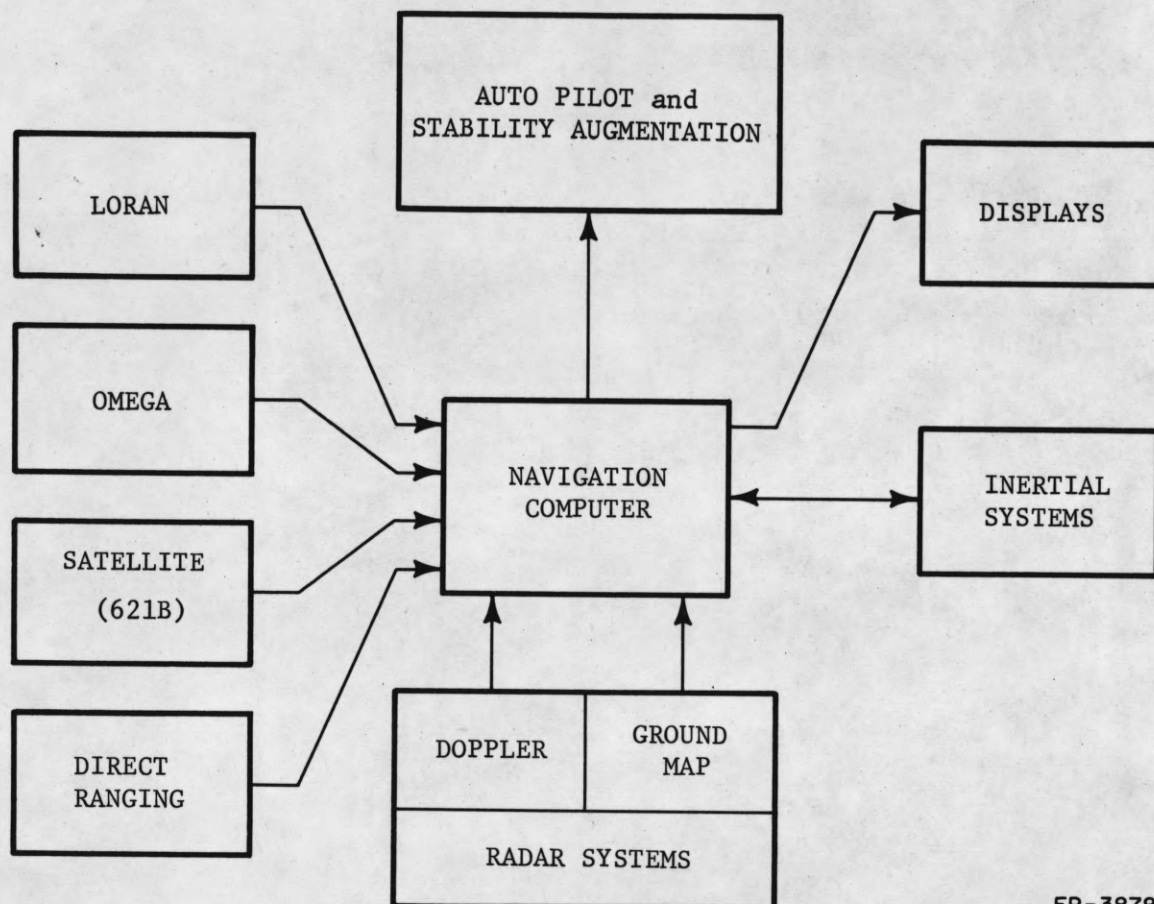 AUTO PILOT and
STABILITY AUGMENTATION
LORAN
DISPLAYS
OMEGA
NAVIGATION
COMPUTER
INERTIAL
SYSTEMS
SATELLITE
(621B)
DIRECT
RANGING
DOPPLER
GROUND
MAP
RADAR SYSTEMS